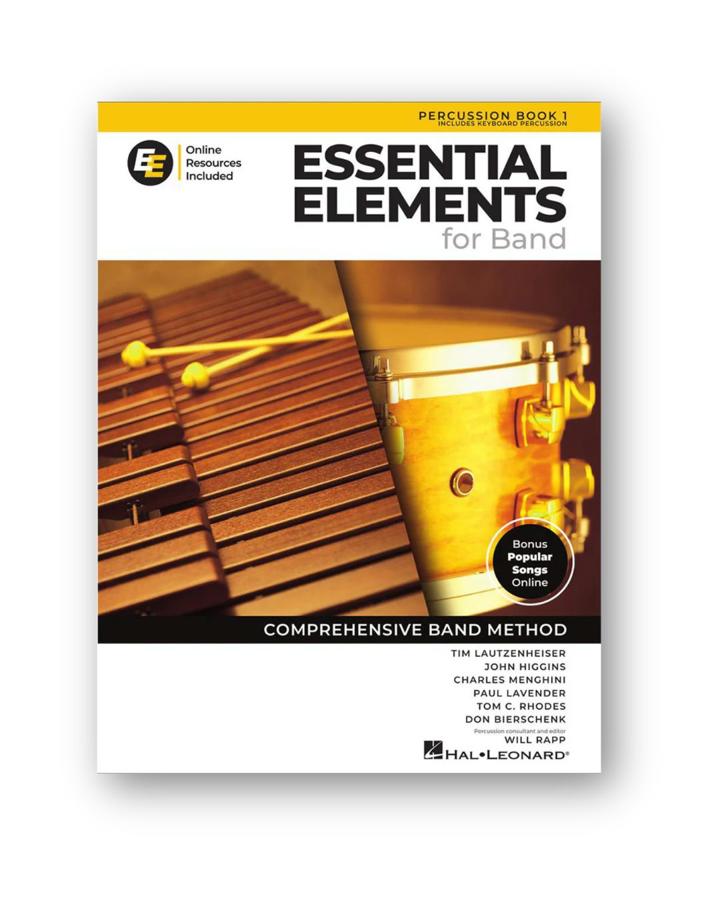 PERCUSSION BOOK 1
INCLUDES KEYBOARD PERCUSSION
EE
Online
Resources
Included
ESSENTIAL
ELEMENTS
for Band
Bonus
Popular
Songs
Online
COMPREHENSIVE BAND METHOD
TIM LAUTZENHEISER
JOHN HIGGINS
CHARLES MENGHINI
PAUL LAVENDER
TOM C. RHODES
DON BIERSCHENK
Percussion consultant and editor
WILL RAPP
HAL•LEONARD®